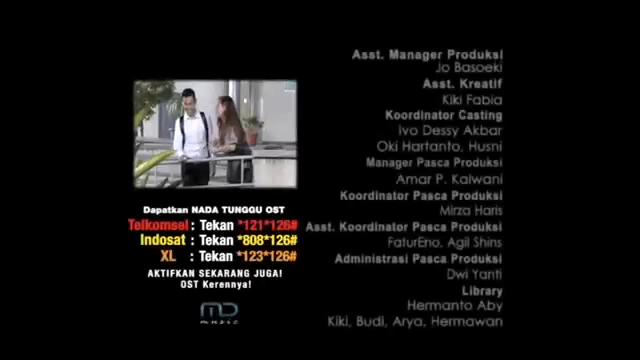 Dapatkan NADA TUNGGU OST
Telkomsel : Tekan *121*126#
Indosat : Tekan *808*126#
XL : Tekan *123*126#
AKTIFKAN SEKARANG JUGA!
OST Kerennya!
MD
MUSIC
Asst. Manager Produksi
Jo Basoeki
Asst. Kreatif
Kiki Fabia
Koordinator Casting
Ivo Dessy Akbar
Oki Hartanto, Husni
Manager Pasca Produksi
Amar P. Kalwani
Koordinator Pasca Produksi
Mirza Haris
Asst. Koordinator Pasca Produksi
FaturEno, Agil Shins
Administrasi Pasca Produksi
Dwi Yanti
Library
Hermanto Aby
Kiki, Budi, Arya, Hermawan